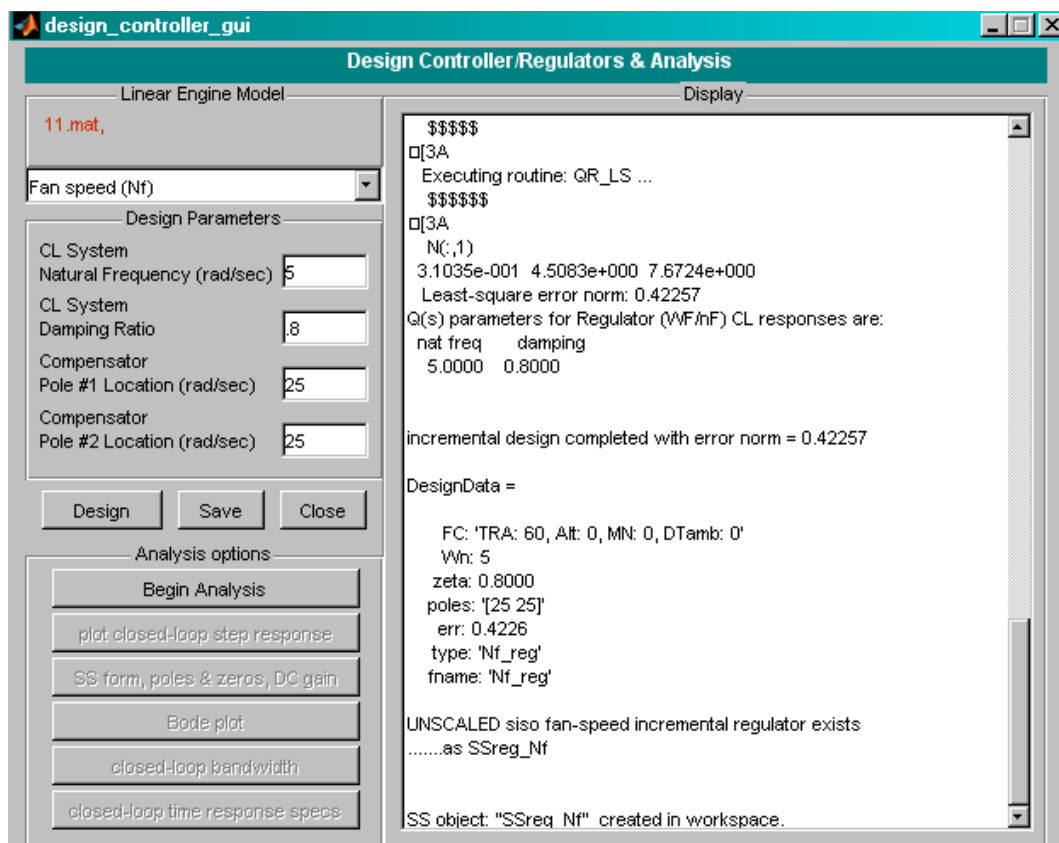 design_controller_gui
Design Controller/Regulators & Analysis
Linear Engine Model
11.mat,
Fan speed (Nf)
Design Parameters
CL System
Natural Frequency (rad/sec)
5
CL System
Damping Ratio
.8
Compensator
Pole #1 Location (rad/sec)
25
Compensator
Pole #2 Location (rad/sec)
25
Design
Save
Close
Analysis options
Begin Analysis
plot closed-loop step response
SS form, poles & zeros, DC gain
Bode plot
closed-loop bandwidth
closed-loop time response specs
Display
$$$$$
□[3A
Executing routine: QR_LS ...
$$$$$$
□[3A
N(:,1)
3.1035e-001 4.5083e+000 7.6724e+000
Least-square error norm: 0.42257
Q(s) parameters for Regulator (WF/nF) CL responses are:
nat freq damping
5.0000 0.8000
incremental design completed with error norm = 0.42257
DesignData =
FC: 'TRA: 60, Alt: 0, MN: 0, DTamb: 0'
Wn: 5
zeta: 0.8000
poles: '[25 25]'
err: 0.4226
type: 'Nf_reg'
fname: 'Nf_reg'
UNSCALED siso fan-speed incremental regulator exists
.......as SSreg_Nf
SS object: "SSreg_Nf" created in workspace.